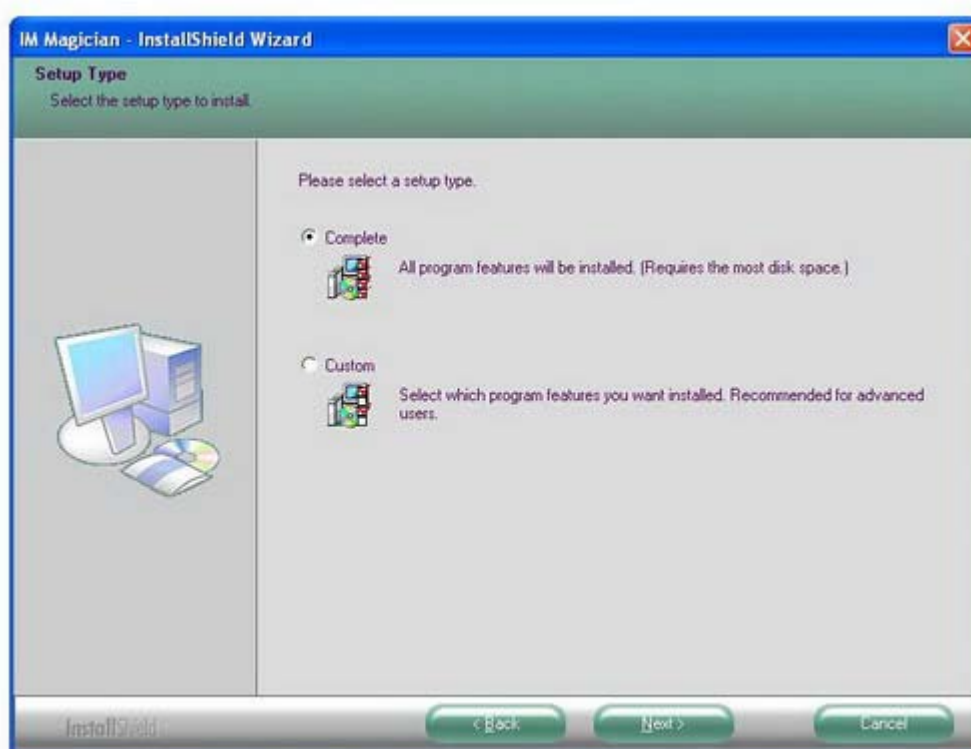 IM Magician - InstallShield Wizard
Setup Type
Select the setup type to install.
Please select a setup type.
Complete
All program features will be installed. (Requires the most disk space.)
Custom
Select which program features you want installed. Recommended for advanced
users.
InstallShield
< Back
Next >
Cancel